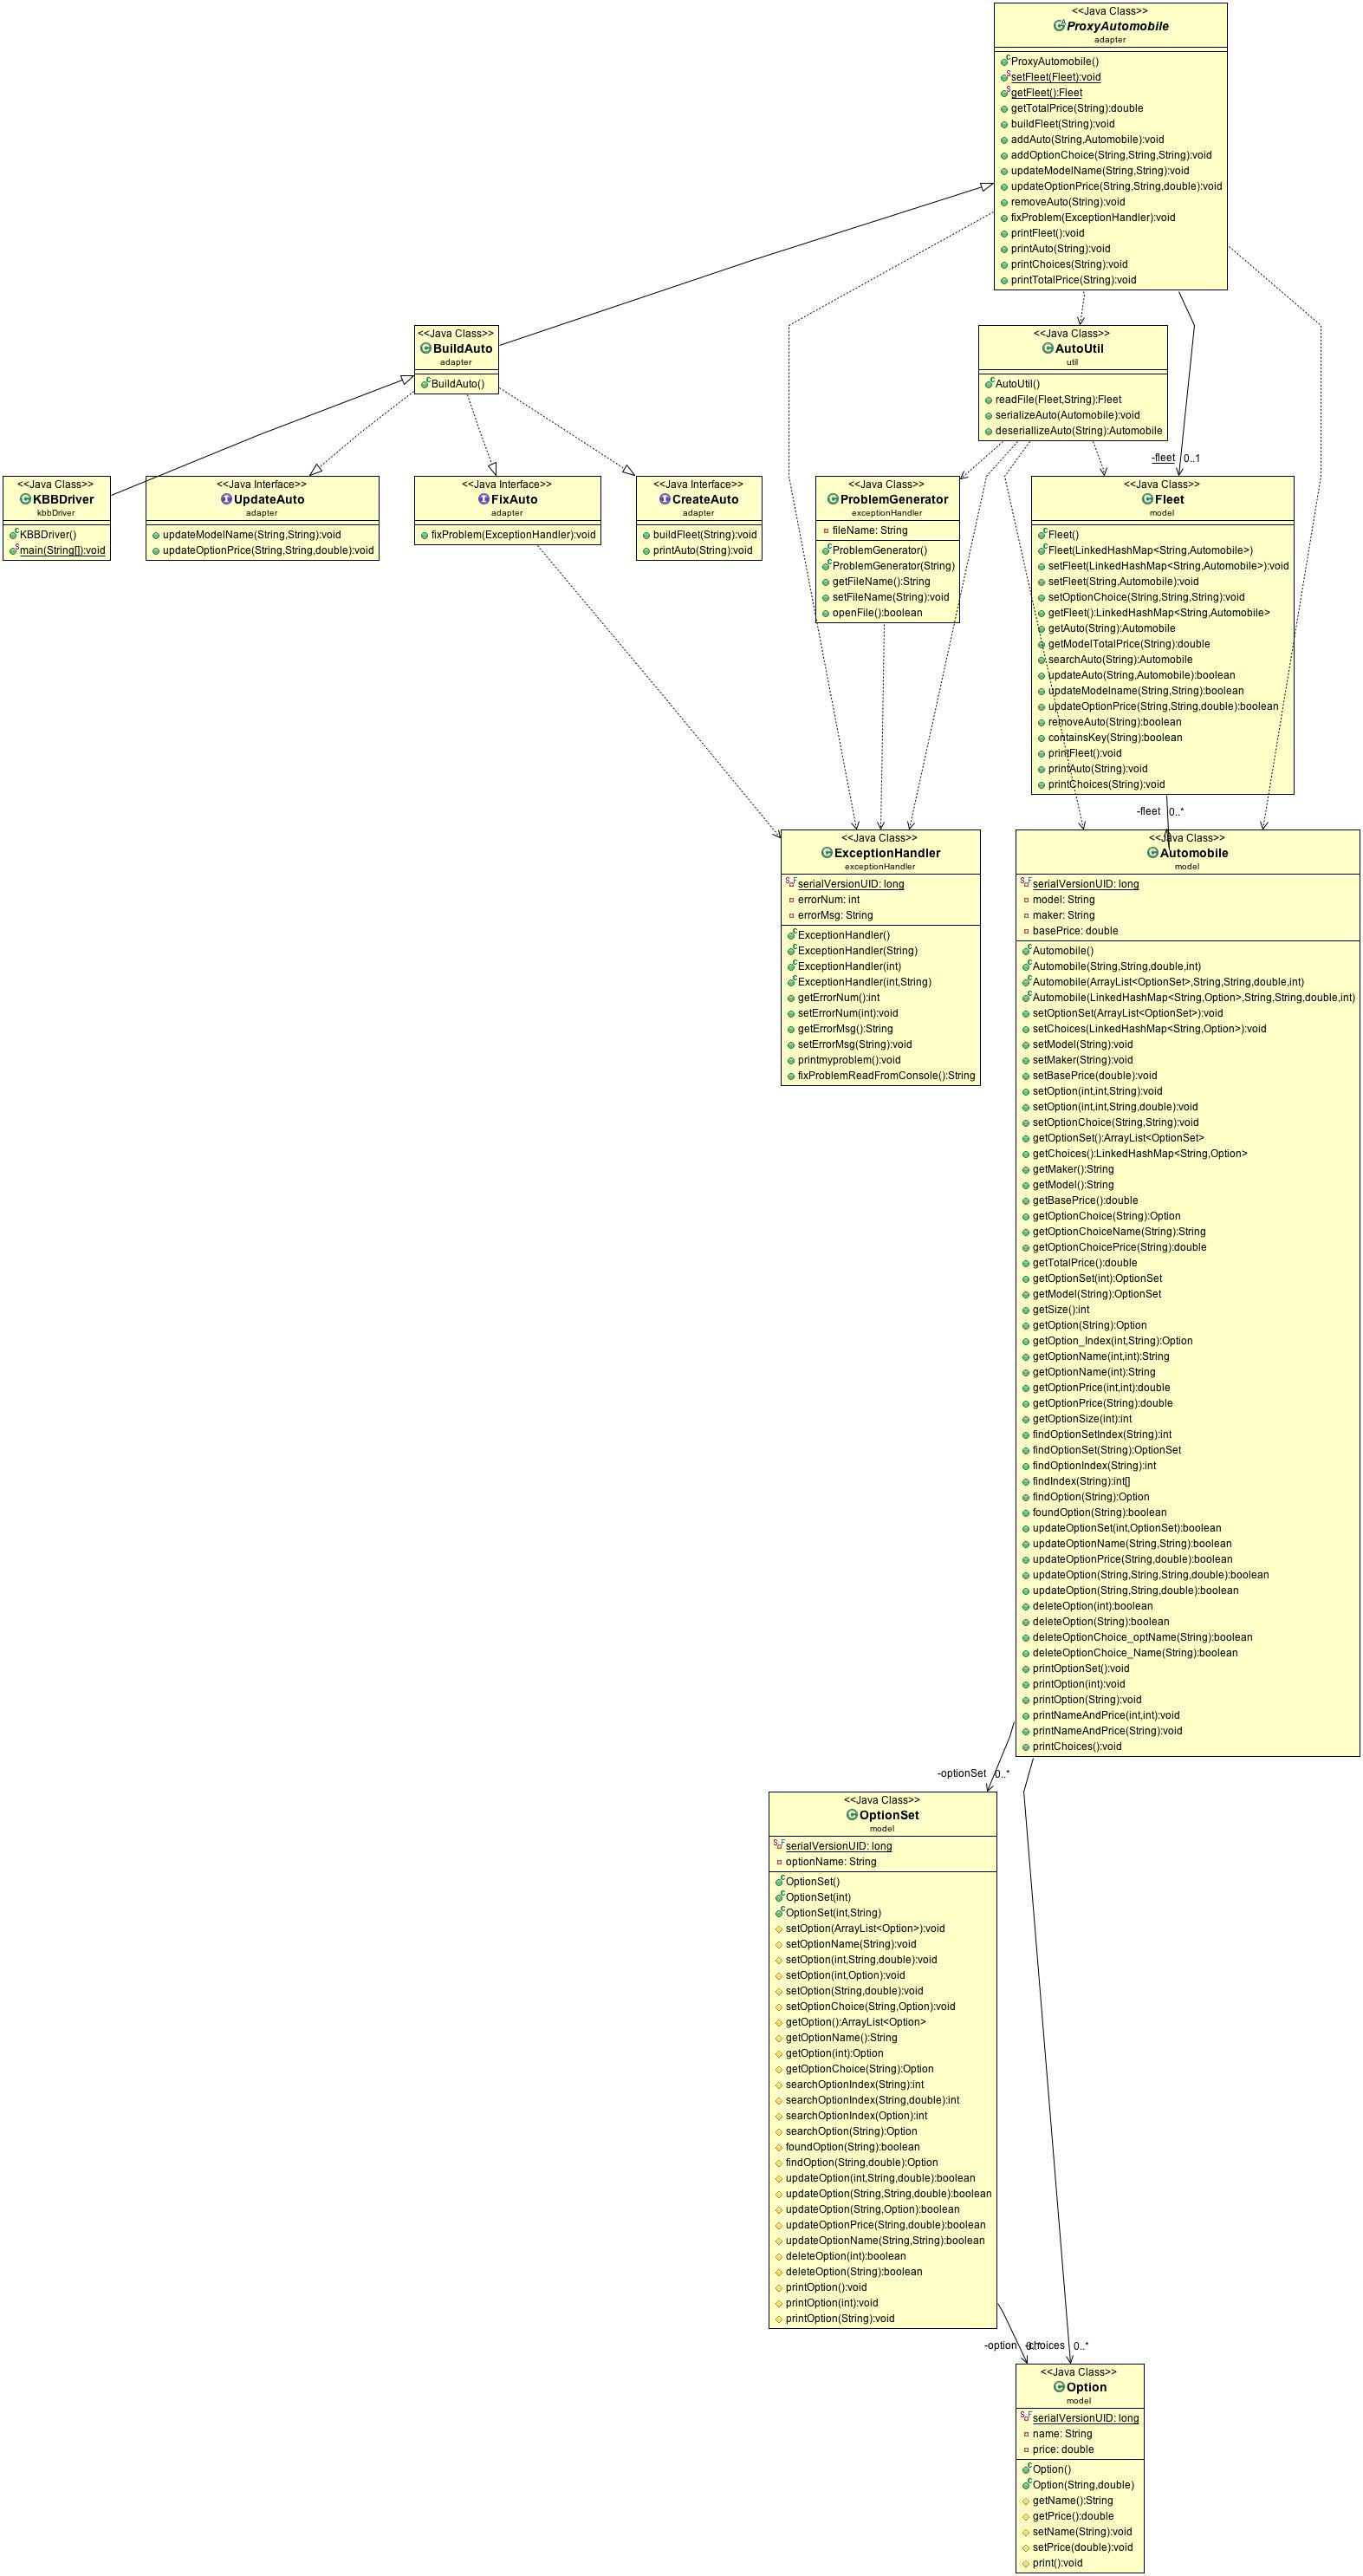 <<Java Class>>
ProxyAutomobile
adapter
ProxyAutomobile()
setFleet(Fleet):void
getFleet():Fleet
getTotalPrice(String):double
buildFleet(String):void
addAuto(String,Automobile):void
addOptionChoice(String,String,String):void
updateModelName(String,String):void
updateOptionPrice(String,String,double):void
removeAuto(String):void
fixProblem(ExceptionHandler):void
printFleet():void
printAuto(String):void
printChoices(String):void
printTotalPrice(String):void
<<Java Class>>
BuildAuto
adapter
BuildAuto()
<<Java Class>>
AutoUtil
util
AutoUtil()
readFile(Fleet,String):Fleet
serializeAuto(Automobile):void
deseriallizeAuto(String):Automobile
-fleet 0..1
<<Java Class>>
KBBDriver
kbbDriver
KBBDriver()
main(String[]):void
<<Java Interface>>
UpdateAuto
adapter
updateModelName(String,String):void
updateOptionPrice(String,String,double):void
<<Java Interface>>
FixAuto
adapter
fixProblem(ExceptionHandler):void
<<Java Interface>>
CreateAuto
adapter
buildFleet(String):void
printAuto(String):void
<<Java Class>>
ProblemGenerator
exceptionHandler
fileName: String
ProblemGenerator()
ProblemGenerator(String)
getFileName():String
setFileName(String):void
openFile():boolean
<<Java Class>>
Fleet
model
Fleet()
Fleet(LinkedHashMap<String,Automobile>)
setFleet(LinkedHashMap<String,Automobile>):void
setFleet(String,Automobile):void
setOptionChoice(String,String,String):void
getFleet():LinkedHashMap<String,Automobile>
getAuto(String):Automobile
getModelTotalPrice(String):double
searchAuto(String):Automobile
updateAuto(String,Automobile):boolean
updateModelname(String,String):boolean
updateOptionPrice(String,String,double):boolean
removeAuto(String):boolean
containsKey(String):boolean
printFleet():void
printAuto(String):void
printChoices(String):void
-fleet 0..*
<<Java Class>>
ExceptionHandler
exceptionHandler
serialVersionUID: long
errorNum: int
errorMsg: String
ExceptionHandler()
ExceptionHandler(String)
ExceptionHandler(int)
ExceptionHandler(int,String)
getErrorNum():int
setErrorNum(int):void
getErrorMsg():String
setErrorMsg(String):void
printmyproblem():void
fixProblemReadFromConsole():String
<<Java Class>>
Automobile
model
serialVersionUID: long
model: String
maker: String
basePrice: double
Automobile()
Automobile(String,String,double,int)
Automobile(ArrayList<OptionSet>,String,String,double,int)
Automobile(LinkedHashMap<String,Option>,String,String,double,int)
setOptionSet(ArrayList<OptionSet>):void
setChoices(LinkedHashMap<String,Option>):void
setModel(String):void
setMaker(String):void
setBasePrice(double):void
setOption(int,int,String):void
setOption(int,int,String,double):void
setOptionChoice(String,String):void
getOptionSet():ArrayList<OptionSet>
getChoices():LinkedHashMap<String,Option>
getMaker():String
getModel():String
getBasePrice():double
getOptionChoice(String):Option
getOptionChoiceName(String):String
getOptionChoicePrice(String):double
getTotalPrice():double
getOptionSet(int):OptionSet
getModel(String):OptionSet
getSize():int
getOption(String):Option
getOption_Index(int,String):Option
getOptionName(int,int):String
getOptionName(int):String
getOptionPrice(int,int):double
getOptionPrice(String):double
getOptionSize(int):int
findOptionSetIndex(String):int
findOptionSet(String):OptionSet
findOptionIndex(String):int
findIndex(String):int[]
findOption(String):Option
foundOption(String):boolean
updateOptionSet(int,OptionSet):boolean
updateOptionName(String,String):boolean
updateOptionPrice(String,double):boolean
updateOption(String,String,String,double):boolean
updateOption(String,String,double):boolean
deleteOption(int):boolean
deleteOption(String):boolean
deleteOptionChoice_optName(String):boolean
deleteOptionChoice_Name(String):boolean
printOptionSet():void
printOption(int):void
printOption(String):void
printNameAndPrice(int,int):void
printNameAndPrice(String):void
printChoices():void
-optionSet 0..*
<<Java Class>>
OptionSet
model
serialVersionUID: long
optionName: String
OptionSet()
OptionSet(int)
OptionSet(int,String)
setOption(ArrayList<Option>):void
setOptionName(String):void
setOption(int,String,double):void
setOption(int,Option):void
setOption(String,double):void
setOptionChoice(String,Option):void
getOption():ArrayList<Option>
getOptionName():String
getOption(int):Option
getOptionChoice(String):Option
searchOptionIndex(String):int
searchOptionIndex(String,double):int
searchOptionIndex(Option):int
searchOption(String):Option
foundOption(String):boolean
findOption(String,double):Option
updateOption(int,String,double):boolean
updateOption(String,String,double):boolean
updateOption(String,Option):boolean
updateOptionPrice(String,double):boolean
updateOptionName(String,String):boolean
deleteOption(int):boolean
deleteOption(String):boolean
printOption():void
printOption(int):void
printOption(String):void
-option 0..* -choices 0..*
<<Java Class>>
Option
model
serialVersionUID: long
name: String
price: double
Option()
Option(String,double)
getName():String
getPrice():double
setName(String):void
setPrice(double):void
print():void